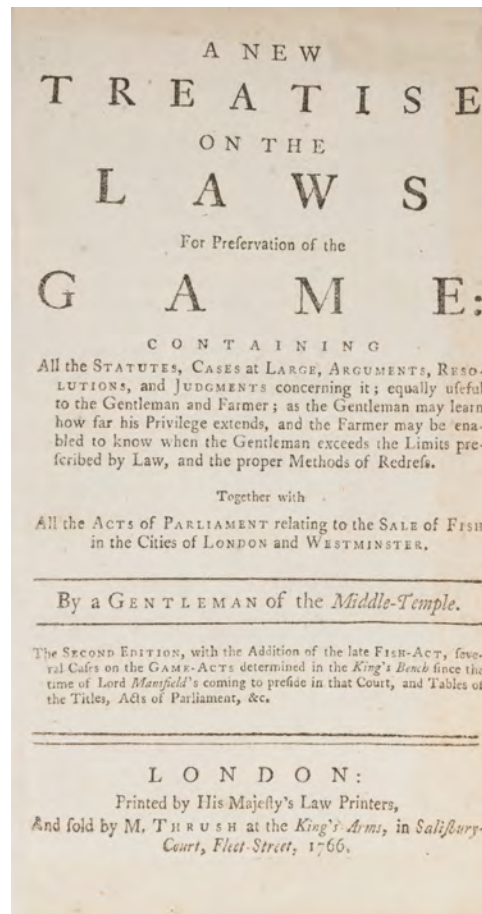 A NEW
TREATISE
ON THE
LAWS
For Preſervation of the
GAME:
CONTAINING
All the STATUTES, CASES at LARGE, ARGUMENTS, RESO-
LUTIONS, and JUDGMENTS concerning it; equally uſeful
to the Gentleman and Farmer; as the Gentleman may learn
how far his Privilege extends, and the Farmer may be ena-
bled to know when the Gentleman exceeds the Limits pre-
ſcribed by Law, and the proper Methods of Redreſs.
Together with
All the ACTS of PARLIAMENT relating to the SALE of FISH
in the Cities of LONDON and WESTMINSTER.
By a GENTLEMAN of the Middle-Temple.
The SECOND EDITION, with the Addition of the late FISH-ACT, ſeve-
ral Caſes on the GAME-ACTS determined in the King's Bench ſince the
time of Lord Mansfield's coming to preſide in that Court, and Tables of
the Titles, Acts of Parliament, &c.
LONDON:
Printed by His Majeſty's Law Printers,
And ſold by M. THRUSH at the King's Arms, in Saliſbury-
Court, Fleet-Street, 1766.